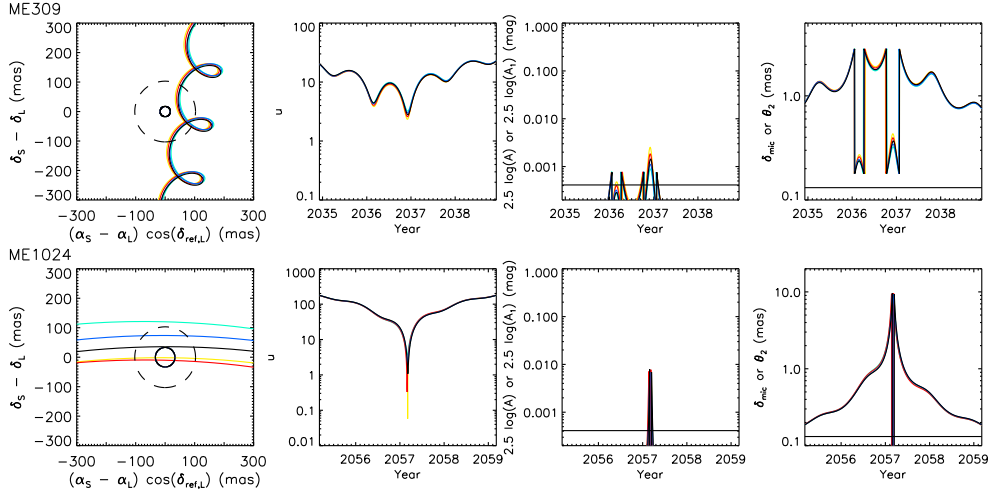 ME309
300
200
100
0
-100
-200
-300
-300 -100 100 300
δS − δL (mas)
(αS − αL) cos(δref,L) (mas)
100.0
10.0
1.0
0.1
2035 2036 2037 2038
u
Year
1.000
0.100
0.010
0.001
2035 2036 2037 2038
2.5 log(A) or 2.5 log(A1) (mag)
Year
1.0
0.1
2035 2036 2037 2038
δmic or θ2 (mas)
Year
ME1024
300
200
100
0
-100
-200
-300
-300 -100 100 300
δS − δL (mas)
(αS − αL) cos(δref,L) (mas)
1000
100
10
1
0.1
0.01
2056 2057 2058 2059
u
Year
1.000
0.100
0.010
0.001
2056 2057 2058 2059
2.5 log(A) or 2.5 log(A1) (mag)
Year
10.0
1.0
0.1
2056 2057 2058 2059
δmic or θ2 (mas)
Year